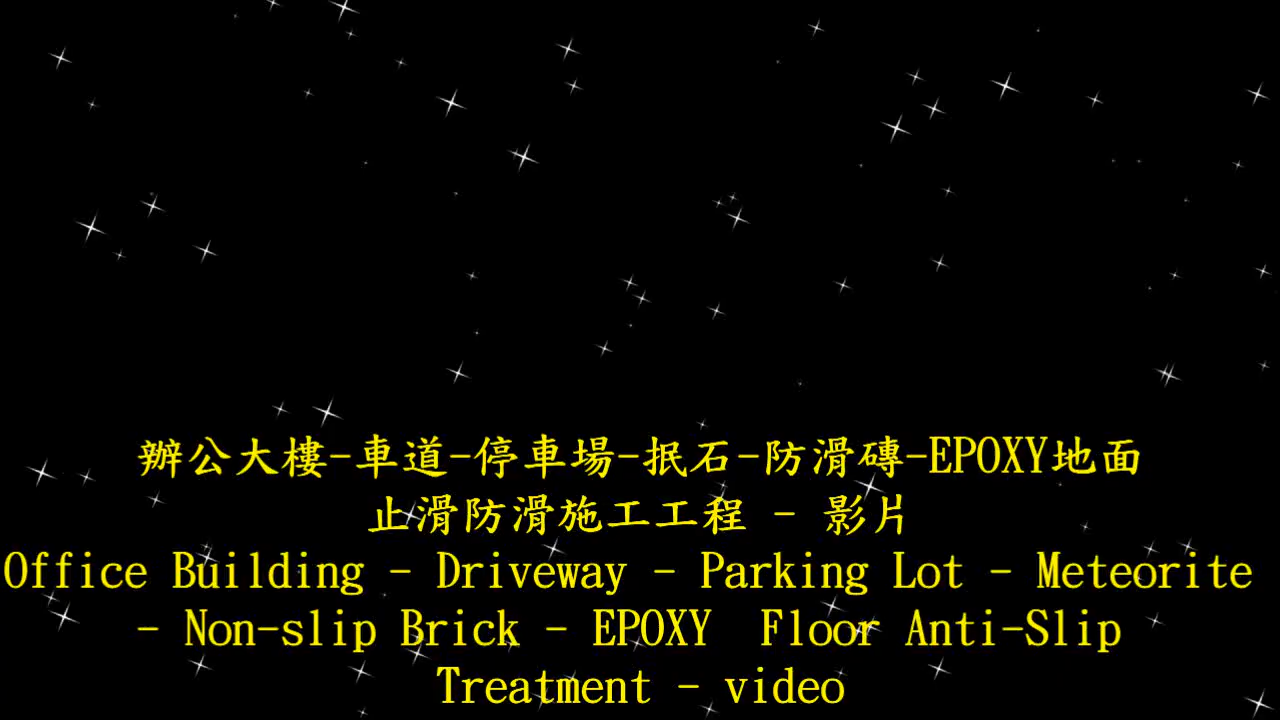 辦公大樓-車道-停車場-抿石-防滑磚-EPOXY地面
止滑防滑施工工程 - 影片
Office Building - Driveway - Parking Lot - Meteorite
- Non-slip Brick - EPOXY  Floor Anti-Slip
Treatment - video